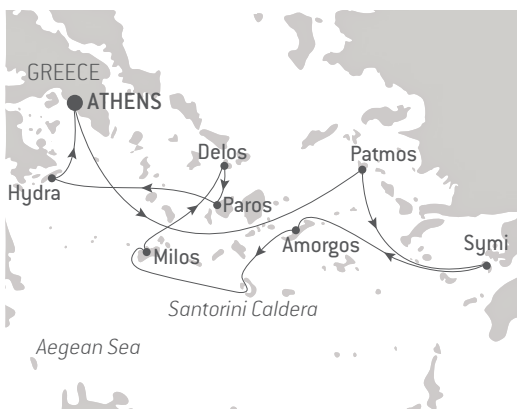 GREECE
ATHENS
Delos
Patmos
Hydra
Paros
Amorgos
Symi
Milos
Santorini Caldera
Aegean Sea